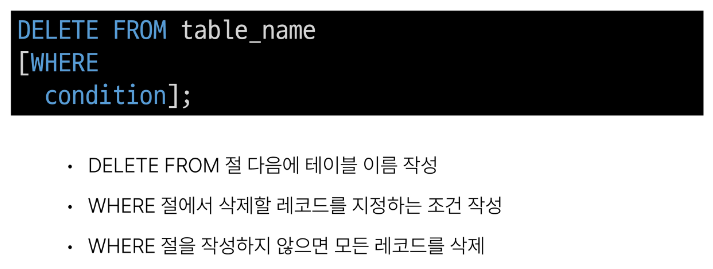 DELETE FROM table_name
[WHERE
condition];
• DELETE FROM 절 다음에 테이블 이름 작성
• WHERE 절에서 삭제할 레코드를 지정하는 조건 작성
• WHERE 절을 작성하지 않으면 모든 레코드를 삭제